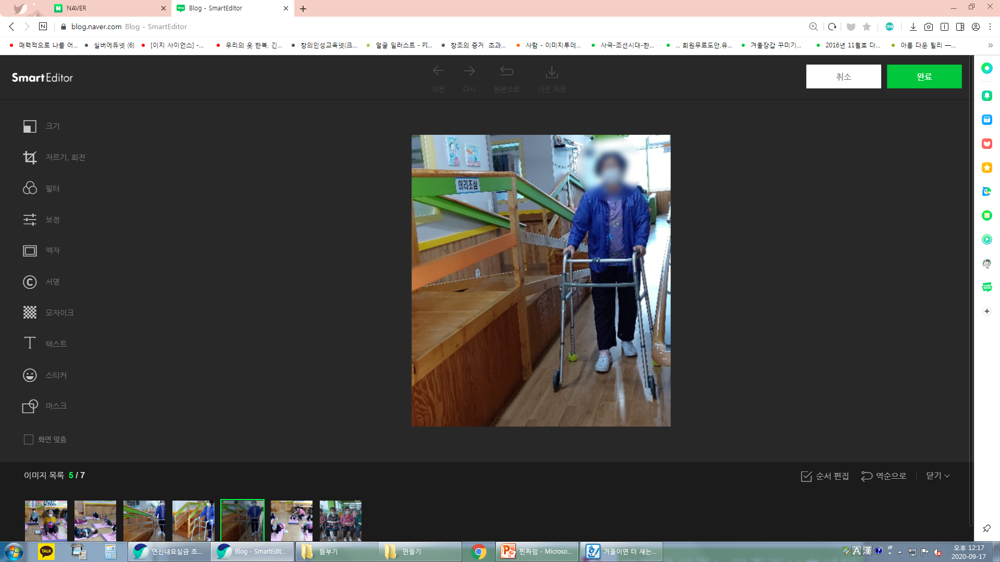 NAVER
Blog - SmartEditor
blog.naver.com Blog - SmartEditor
매력적으로 나를 어...
실버에듀넷 (6)
[이지 사이언스] -...
우리의 옷 한복, 긴...
창의인성교육넷(크...
얼굴 일러스트 - PI...
창조의 증거 초과...
사람 - 이미지투데...
사극-조선시대-한...
... 회원무료도안,유...
겨울장갑 꾸미기...
2016년 11월호 다...
아름 다운 릴리 —...
SmartEditor
이전
다시
원본으로
사진 저장
취소
완료
크기
자르기, 회전
필터
보정
액자
서명
모자이크
텍스트
스티커
마스크
화면 맞춤
머리조심
이미지 목록 5 / 7
순서 편집
역순으로
닫기
TALK
연신내요실금 초...
Blog - SmartEdit...
뜸부기
만들기
찐짜임 - Microso...
겨울이면 더 새는...
A 漢
오후 12:17
2020-09-17